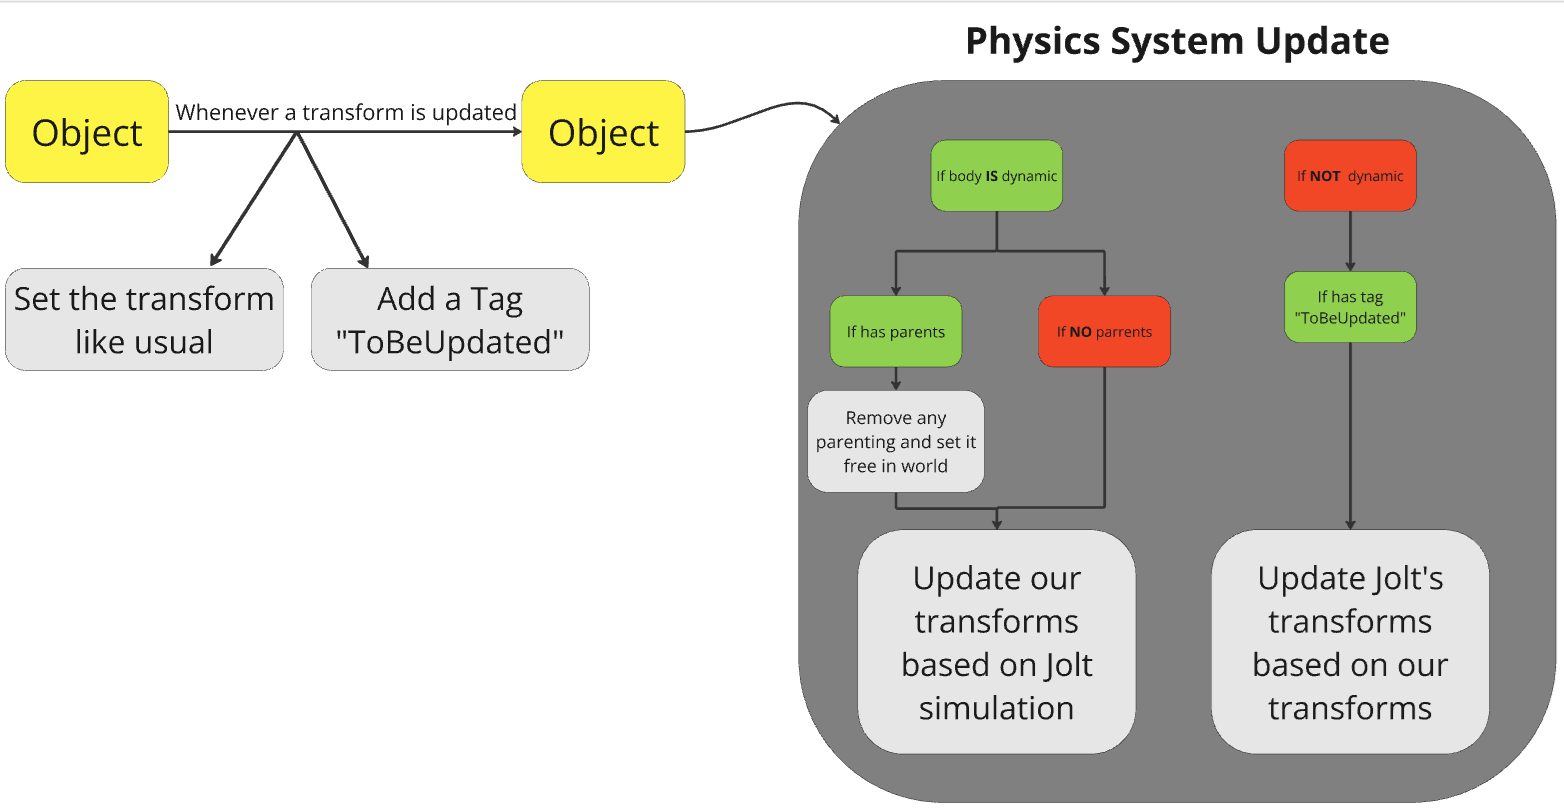 Physics System Update
Object
Whenever a transform is updated
Object
Set the transform
like usual
Add a Tag
"ToBeUpdated"
If body IS dynamic
If NOT dynamic
If has parents
If NO parrents
If has tag
"ToBeUpdated"
Remove any
parenting and set it
free in world
Update our
transforms
based on Jolt
simulation
Update Jolt's
transforms
based on our
transforms